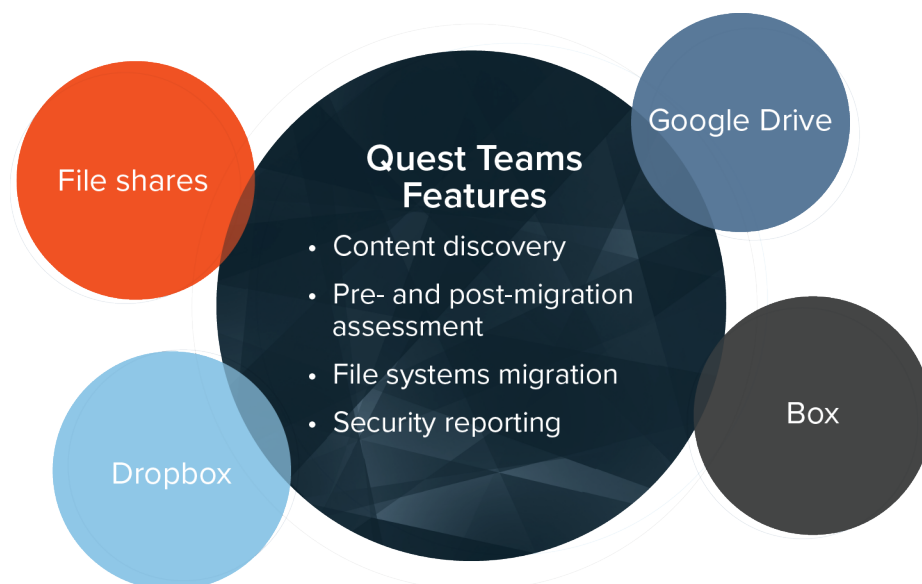 Google Drive
File shares
Quest Teams
Features
• Content discovery
• Pre- and post-migration
assessment
• File systems migration
• Security reporting
Box
Dropbox